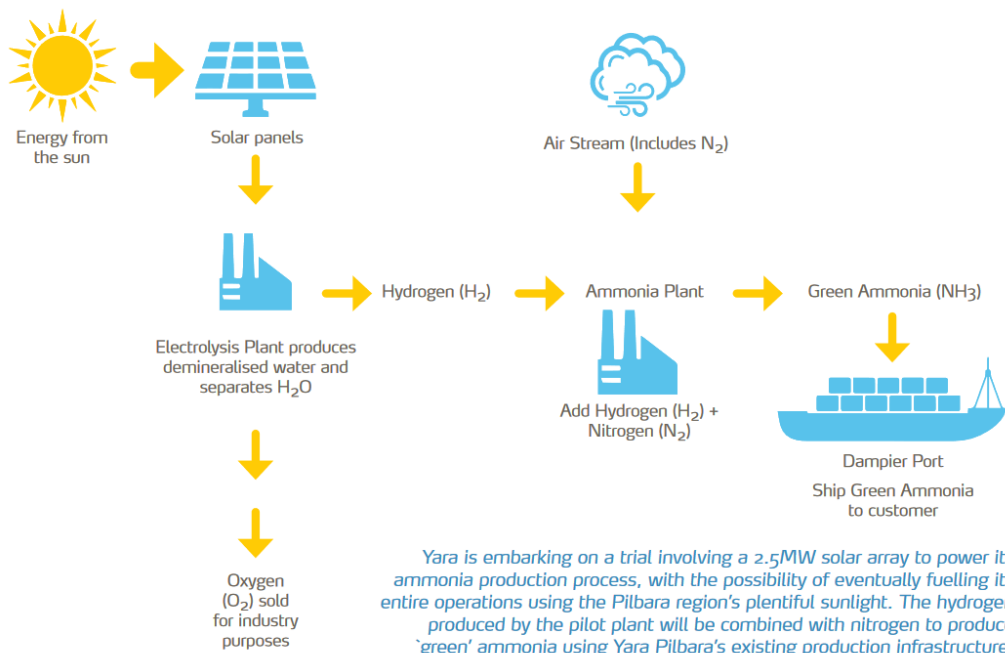 Energy from
the sun
Solar panels
Air Stream (Includes N₂)
Hydrogen (H₂)
Ammonia Plant
Green Ammonia (NH3)
Electrolysis Plant produces
demineralised water and
separates H₂O
Add Hydrogen (H₂) +
Nitrogen (N₂)
Dampier Port
Ship Green Ammonia
to customer
Oxygen
(O₂) sold
for industry
purposes
Yara is embarking on a trial involving a 2.5MW solar array to power it
ammonia production process, with the possibility of eventually fuelling it
entire operations using the Pilbara region's plentiful sunlight. The hydrogen
produced by the pilot plant will be combined with nitrogen to produc
‘green’ ammonia using Yara Pilbara's existing production infrastructure